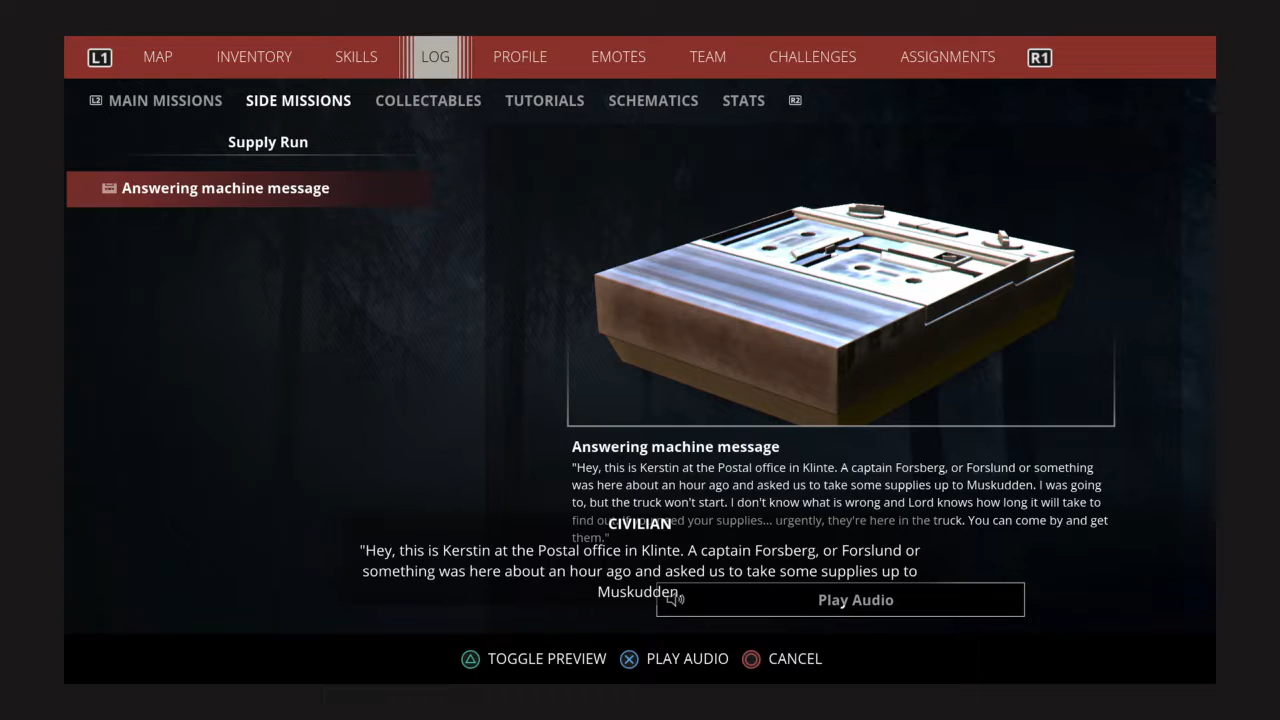 L1 MAP INVENTORY SKILLS LOG PROFILE EMOTES TEAM CHALLENGES ASSIGNMENTS R1
L2 MAIN MISSIONS SIDE MISSIONS COLLECTABLES TUTORIALS SCHEMATICS STATS R2
Supply Run
Answering machine message
Answering machine message
"Hey, this is Kerstin at the Postal office in Klinte. A captain Forsberg, or Forslund or something
was here about an hour ago and asked us to take some supplies up to Muskudden. I was going
to, but the truck won't start. I don't know what is wrong and Lord knows how long it will take to
find out. If you need your supplies... urgently, they're here in the truck. You can come by and get
them."
CIVILIAN
"Hey, this is Kerstin at the Postal office in Klinte. A captain Forsberg, or Forslund or
something was here about an hour ago and asked us to take some supplies up to
Muskudden.
Play Audio
TOGGLE PREVIEW PLAY AUDIO CANCEL